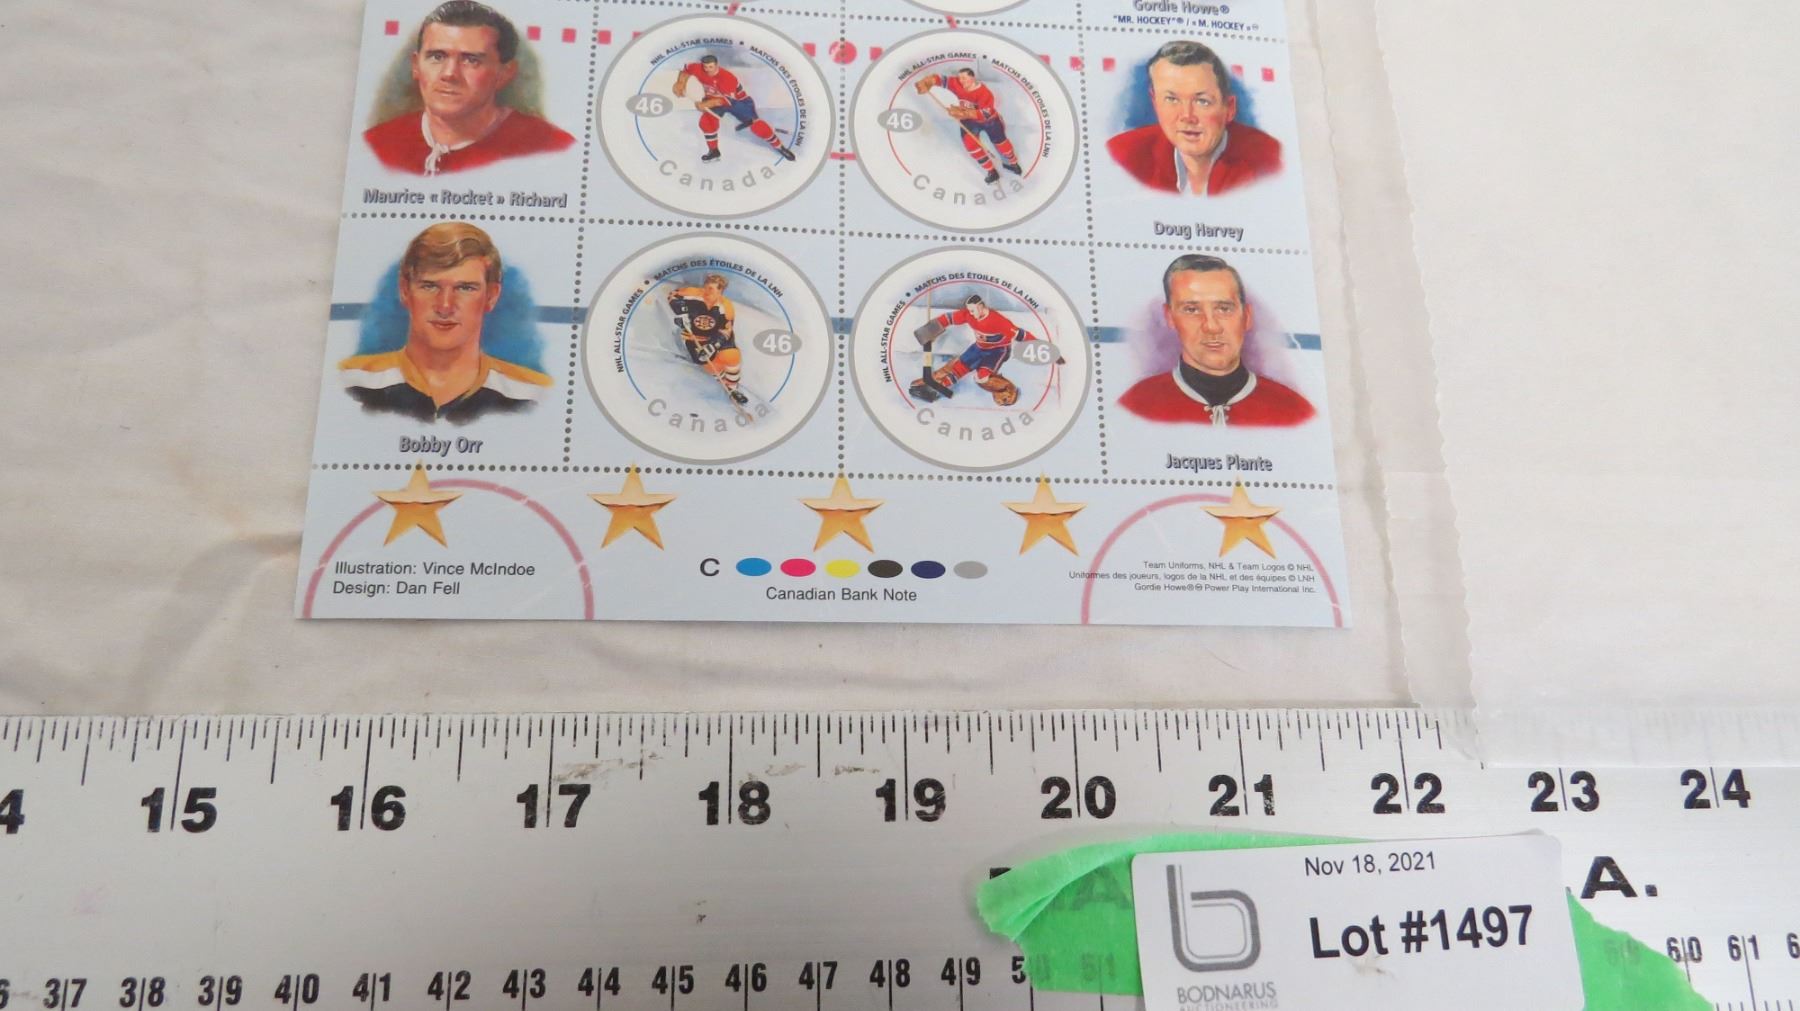 Gordie Howe®
"MR. HOCKEY"® / « M. HOCKEY »
NHL ALL-STAR GAMES • MATCHS DES ÉTOILES DE LA LNH
46
Canada
NHL ALL-STAR GAMES • MATCHS DES ÉTOILES DE LA LNH
46
Canada
Maurice « Rocket » Richard
Doug Harvey
NHL ALL-STAR GAMES • MATCHS DES ÉTOILES DE LA LNH
46
Canada
NHL ALL-STAR GAMES • MATCHS DES ÉTOILES DE LA LNH
46
Canada
Bobby Orr
Jacques Plante
Illustration: Vince McIndoe
Design: Dan Fell
C
Canadian Bank Note
Team Uniforms, NHL & Team Logos © NHL
Uniformes des joueurs, logos de la NHL et des équipes © LNH
Gordie Howe® Power Play International Inc.
15 16 17 18 19 20 21 22 23 24
A.
Nov 18, 2021
Lot #1497
BODNARUS
AUCTIONEERING
37 38 39 40 41 42 43 44 45 46 47 48 49 50 51 60 61